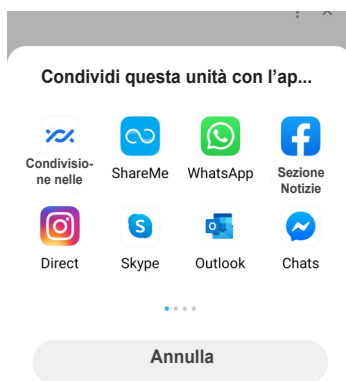 Condividi questa unità con l'ap...
Condivisio-
ne nelle
ShareMe
WhatsApp
Sezione
Notizie
Direct
Skype
Outlook
Chats
Annulla